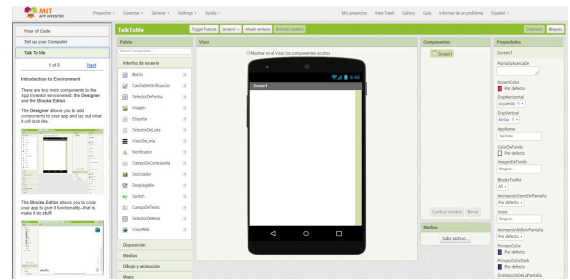 MIT
APP INVENTOR
Proyectos Conectar Generar Settings Ayuda
Mis proyectos View Trash Gallery Guía Informar de un problema Español
Hour of Code
Set up your Computer
Talk To Me
1 of 5 Next
Introduction to Environment
There are two main components to the App Inventor environment: the Designer and the Blocks Editor.
The Designer allows you to add components to your app and lay out what it will look like.
The Blocks Editor allows you to code your app to give it functionality--that is, make it do stuff!
TalkToMe
Toggle Tutorial Screen1 Añadir ventana Eliminar ventana
Diseñador Bloques
Paleta
Search Components...
Interfaz de usuario
Botón
CasillaDeVerificación
SelectorDeFecha
Imagen
Etiqueta
SelectorDeLista
VisorDeLista
Notificador
CampoDeContraseña
Deslizador
Desplegable
Switch
CampoDeTexto
SelectorDeHora
VisorWeb
Disposición
Medios
Dibujo y animación
Maps
Visor
Mostrar en el Visor los componentes ocultos
9:48
Screen1
Componentes
Screen1
Cambiar nombre Borrar
Medios
Subir archivo...
Propiedades
Screen1
PantallaAcercaDe
AccentColor
Por defecto
DispHorizontal
Izquierda : 1
DispVertical
Arriba : 1
AppName
TalkToMe
ColorDeFondo
Por defecto
ImagenDeFondo
Ninguno...
BlocksToolkit
All
AnimaciónCierreDePantalla
Por defecto
Icono
Ninguno...
AnimaciónAbrirPantalla
Por defecto
PrimaryColor
Por defecto
PrimaryColorDark
Por defecto
OrientaciónDeLaPantalla